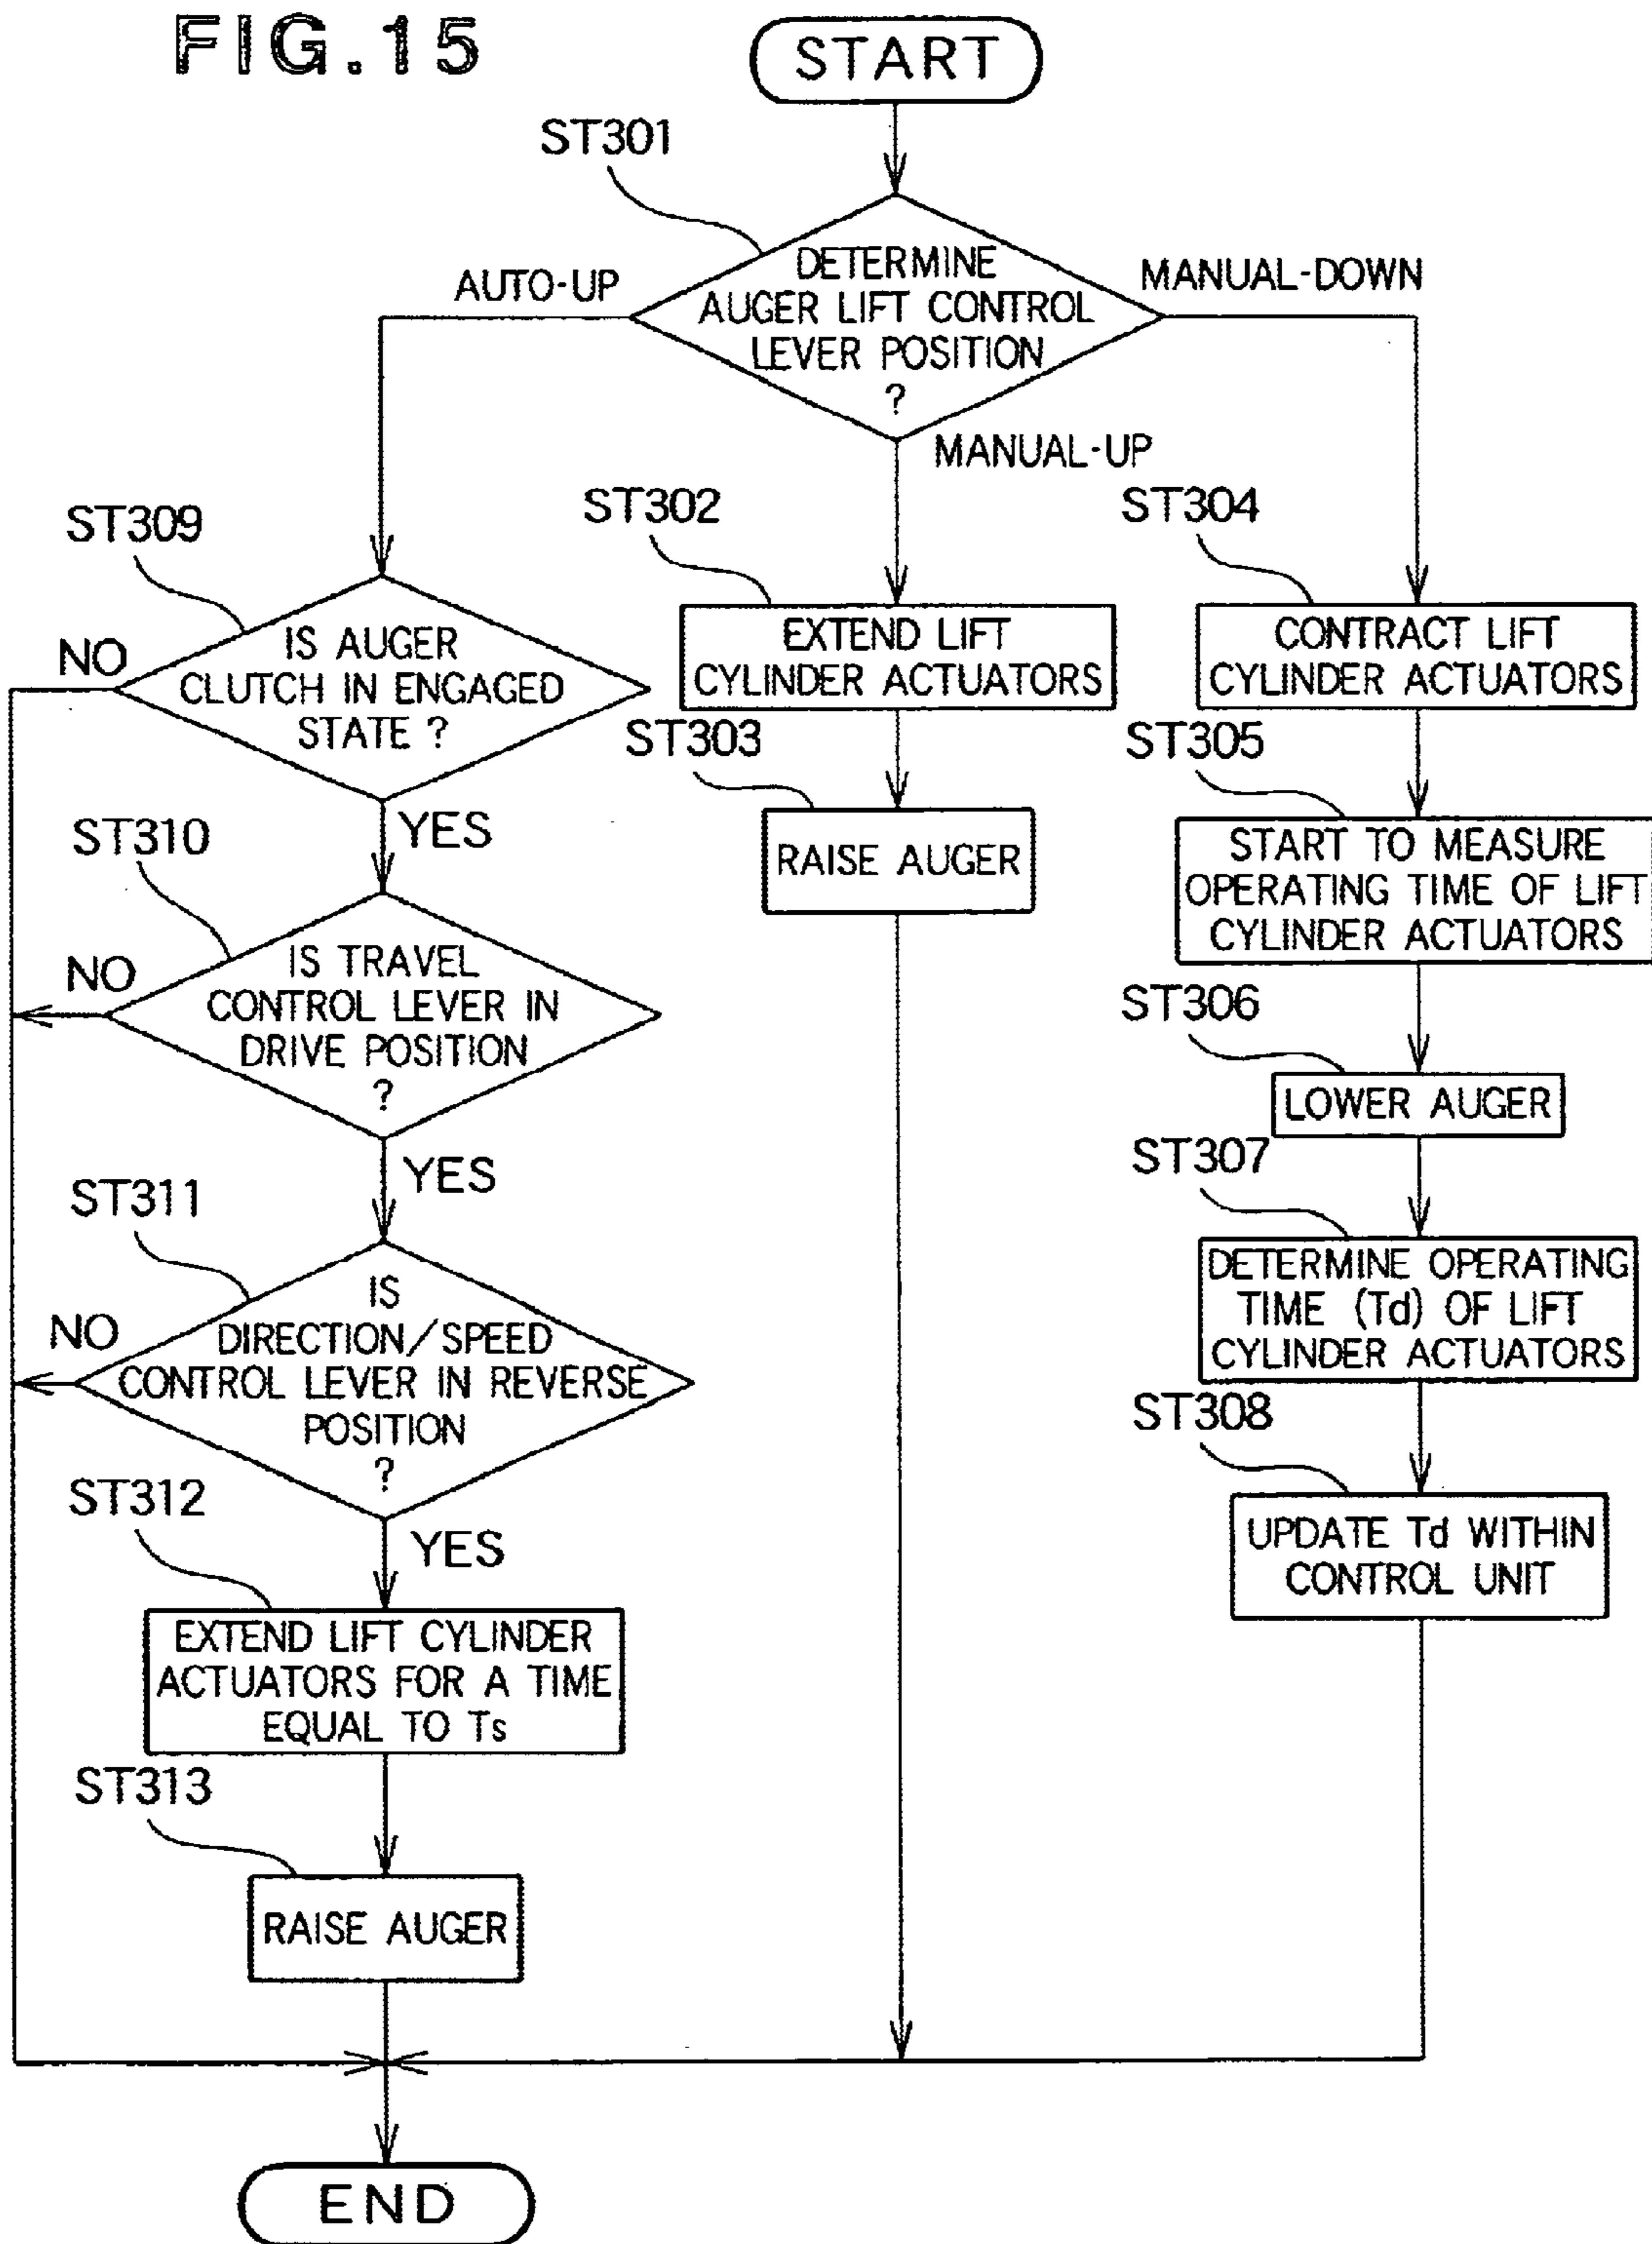 FIG.15
START
ST301
DETERMINE
AUGER LIFT CONTROL
LEVER POSITION
?
AUTO-UP
MANUAL-DOWN
MANUAL-UP
ST309
IS AUGER
CLUTCH IN ENGAGED
STATE ?
NO
YES
ST310
IS TRAVEL
CONTROL LEVER IN
DRIVE POSITION
?
NO
YES
ST311
IS
DIRECTION/SPEED
CONTROL LEVER IN REVERSE
POSITION
?
NO
YES
ST312
EXTEND LIFT CYLINDER
ACTUATORS FOR A TIME
EQUAL TO Ts
ST313
RAISE AUGER
ST302
EXTEND LIFT
CYLINDER ACTUATORS
ST303
RAISE AUGER
ST304
CONTRACT LIFT
CYLINDER ACTUATORS
ST305
START TO MEASURE
OPERATING TIME OF LIFT
CYLINDER ACTUATORS
ST306
LOWER AUGER
ST307
DETERMINE OPERATING
TIME (Td) OF LIFT
CYLINDER ACTUATORS
ST308
UPDATE Td WITHIN
CONTROL UNIT
END